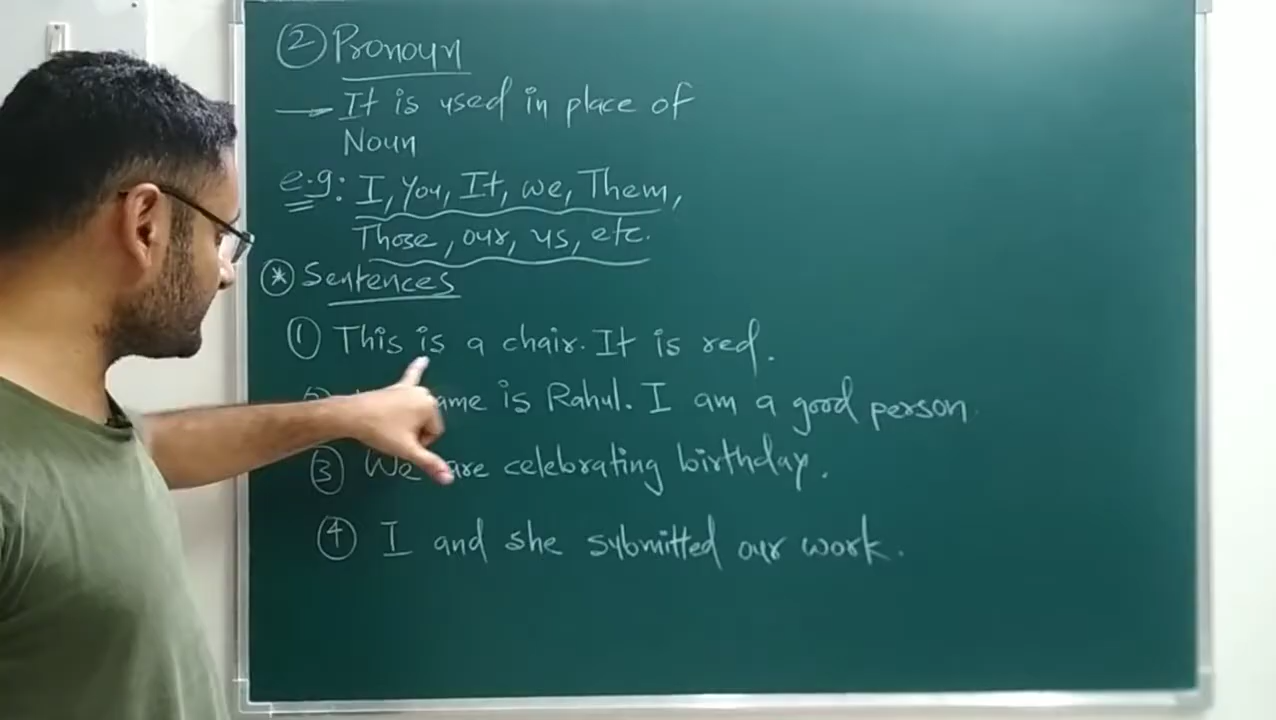 ② Pronoun
→ It is used in place of
Noun
e.g: I, You, It, we, Them,
Those, our, us, etc.
* Sentences
① This is a chair. It is red.
ame is Rahul. I am a good person.
③ We are celebrating birthday.
④ I and she submitted our work.